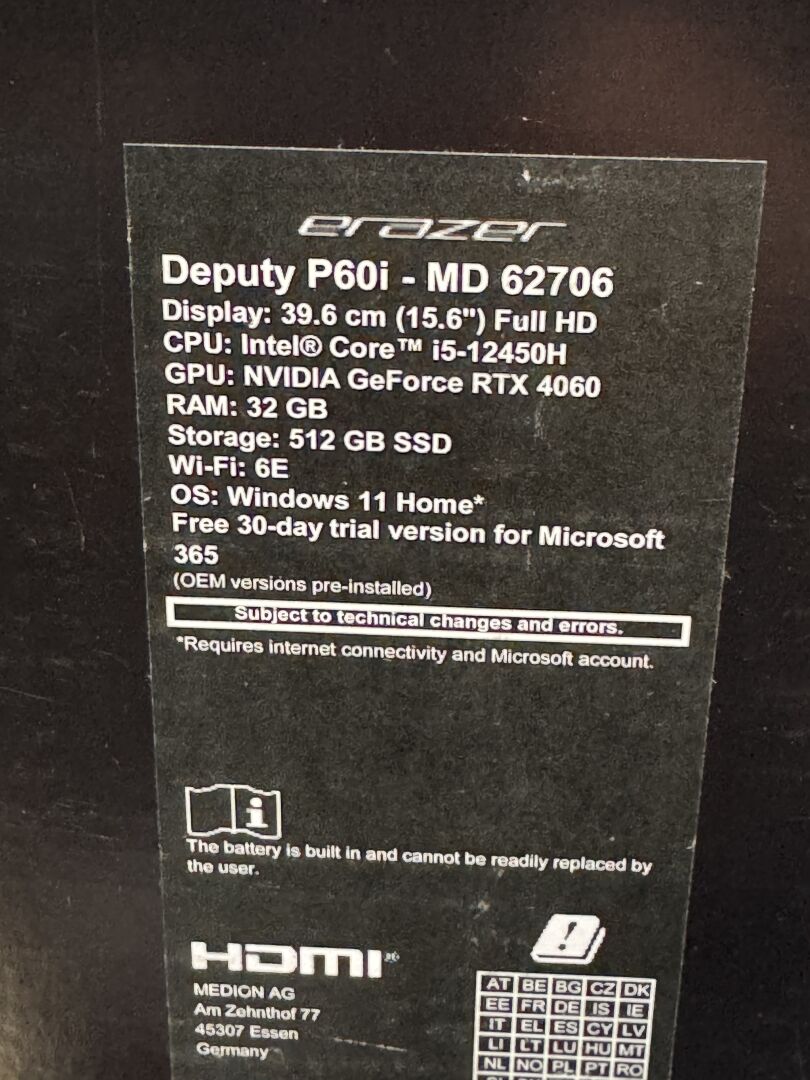 erazer
Deputy P60i - MD 62706
Display: 39.6 cm (15.6") Full HD
CPU: Intel® Core™ i5-12450H
GPU: NVIDIA GeForce RTX 4060
RAM: 32 GB
Storage: 512 GB SSD
Wi-Fi: 6E
OS: Windows 11 Home*
Free 30-day trial version for Microsoft
365
(OEM versions pre-installed)
Subject to technical changes and errors.
*Requires internet connectivity and Microsoft account.
The battery is built in and cannot be readily replaced by
the user.
HDMI
MEDION AG
Am Zehnthof 77
45307 Essen
Germany
AT BE BG CZ DK
EE FR DE IS IE
IT EL ES CY LV
LI LT LU HU MT
NL NO PL PT RO